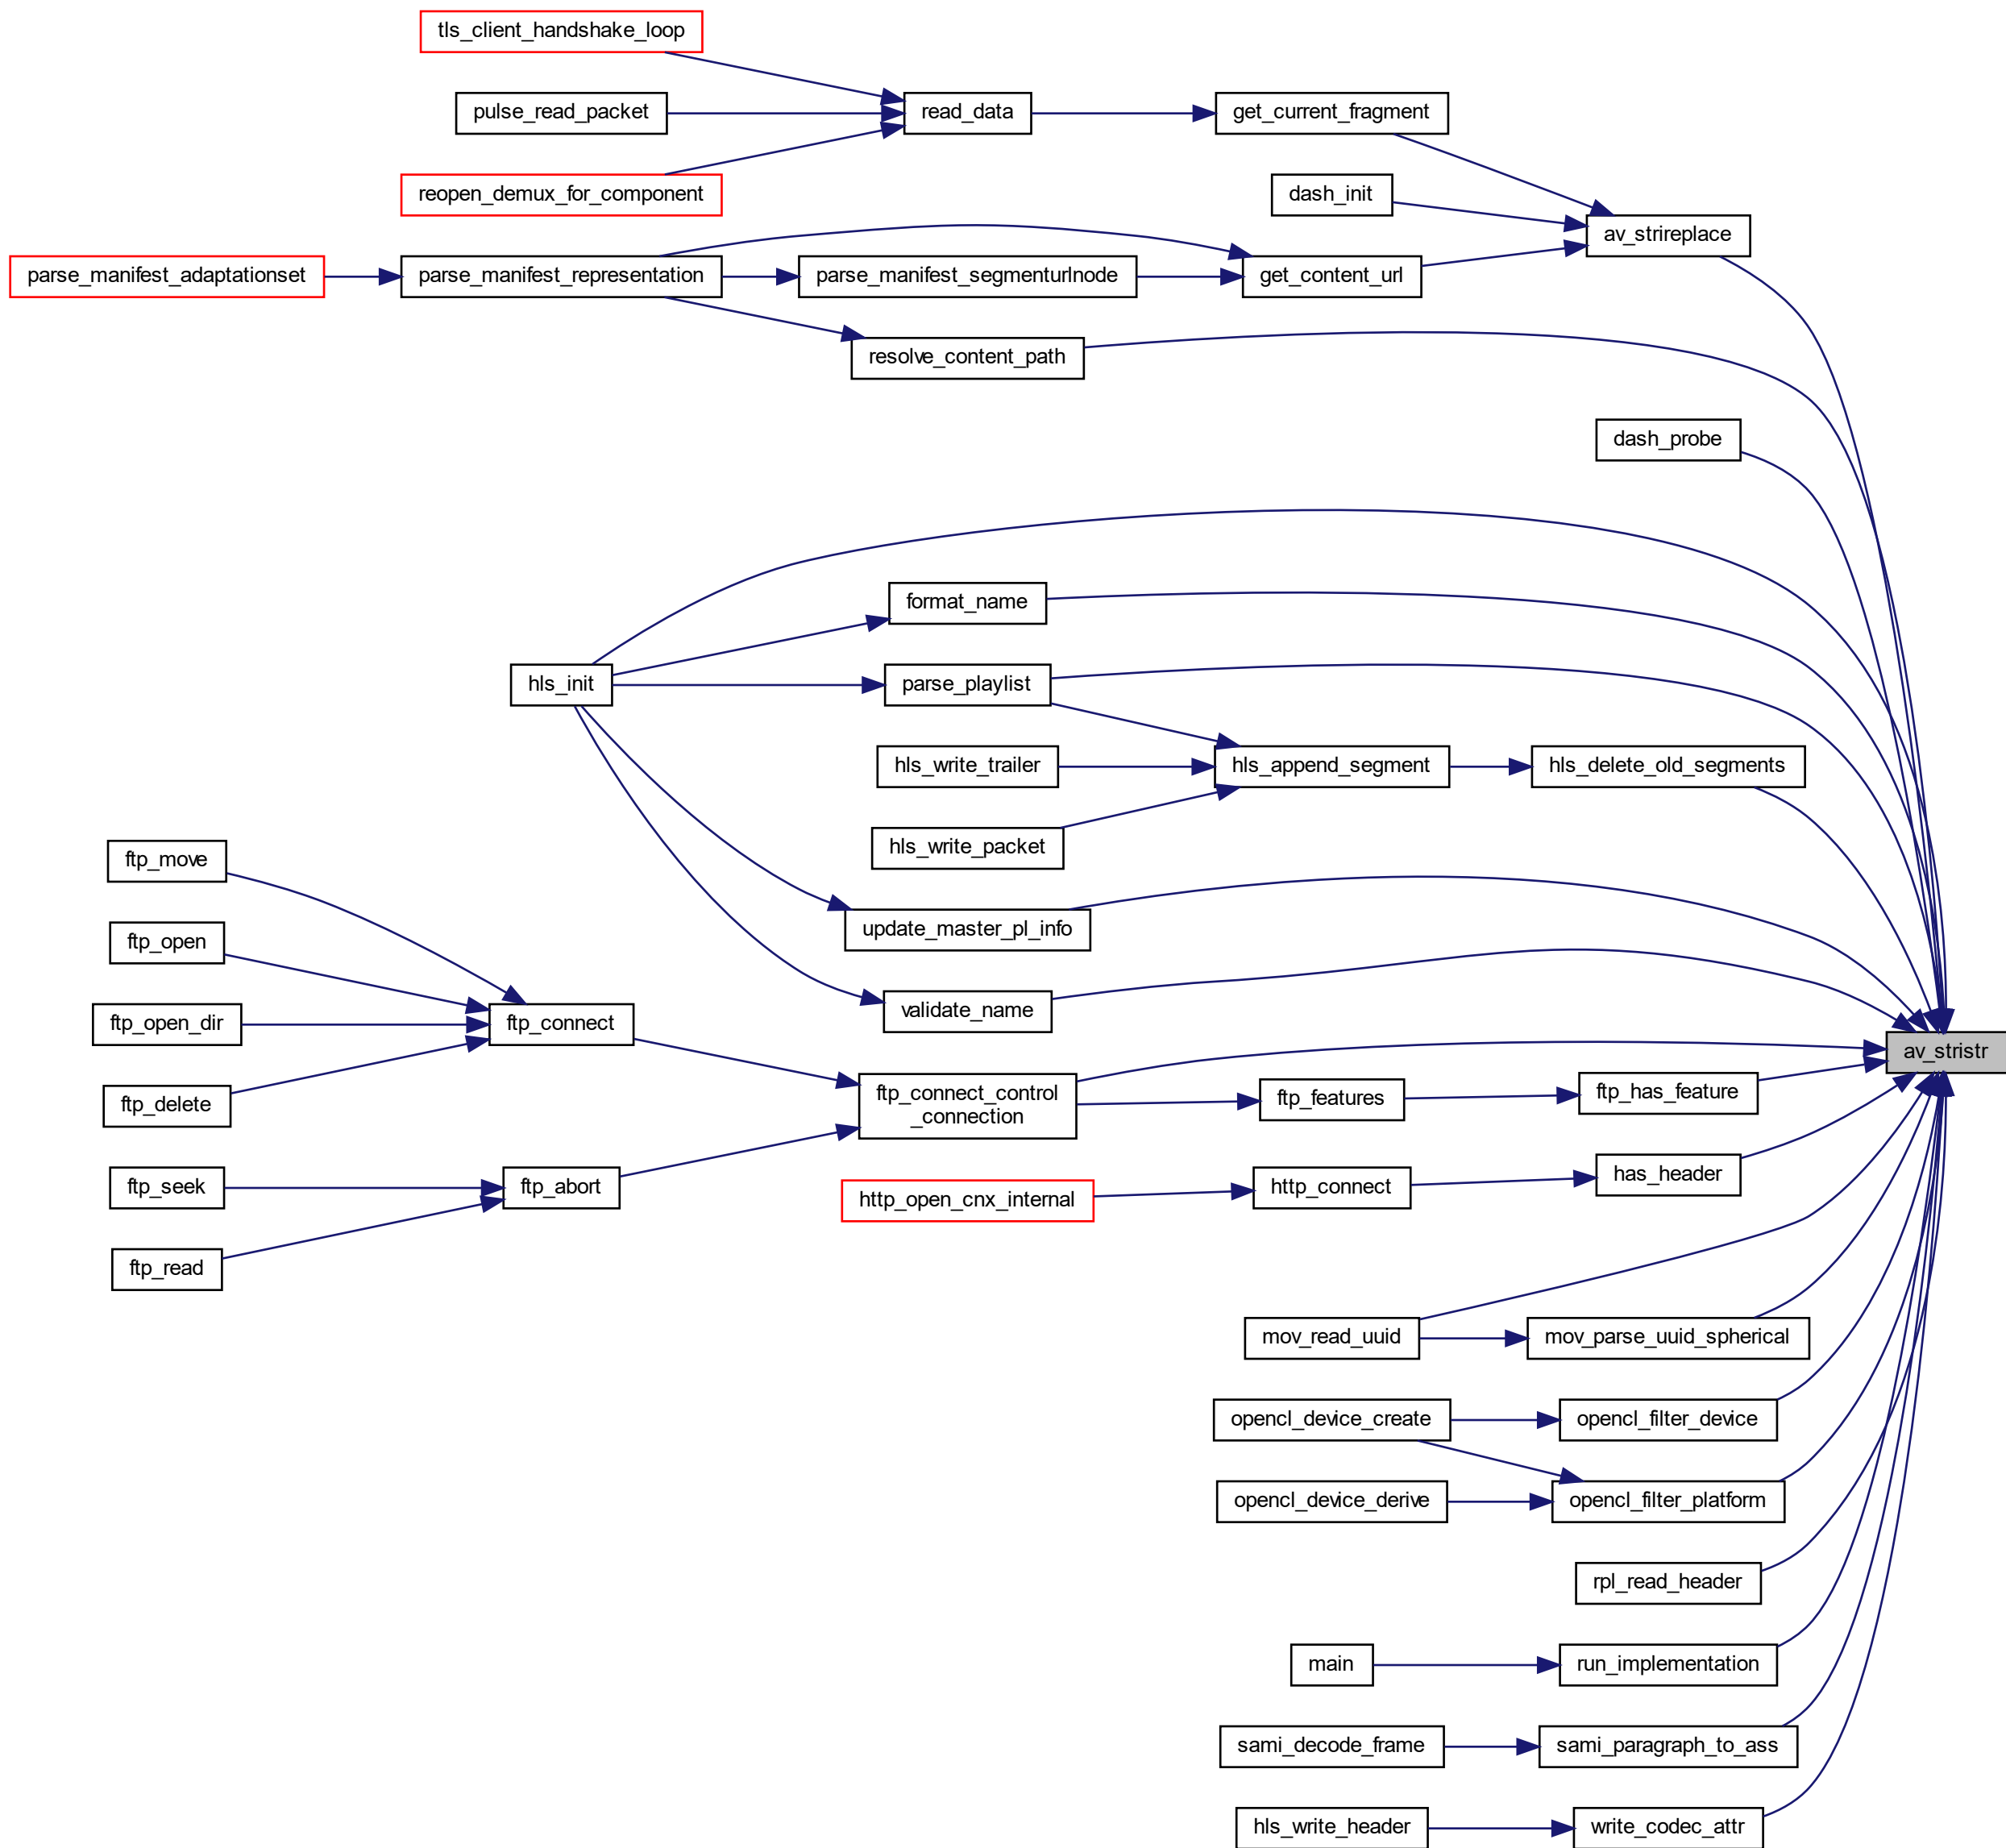 tls_client_handshake_loop
pulse_read_packet
read_data
get_current_fragment
reopen_demux_for_component
dash_init
av_strireplace
parse_manifest_adaptationset
parse_manifest_representation
parse_manifest_segmenturlnode
get_content_url
resolve_content_path
dash_probe
format_name
hls_init
parse_playlist
hls_write_trailer
hls_append_segment
hls_delete_old_segments
hls_write_packet
ftp_move
update_master_pl_info
ftp_open
validate_name
ftp_open_dir
ftp_connect
av_stristr
ftp_delete
ftp_connect_control
_connection
ftp_features
ftp_has_feature
ftp_seek
ftp_abort
http_open_cnx_internal
http_connect
has_header
ftp_read
mov_read_uuid
mov_parse_uuid_spherical
opencl_device_create
opencl_filter_device
opencl_device_derive
opencl_filter_platform
rpl_read_header
main
run_implementation
sami_decode_frame
sami_paragraph_to_ass
hls_write_header
write_codec_attr